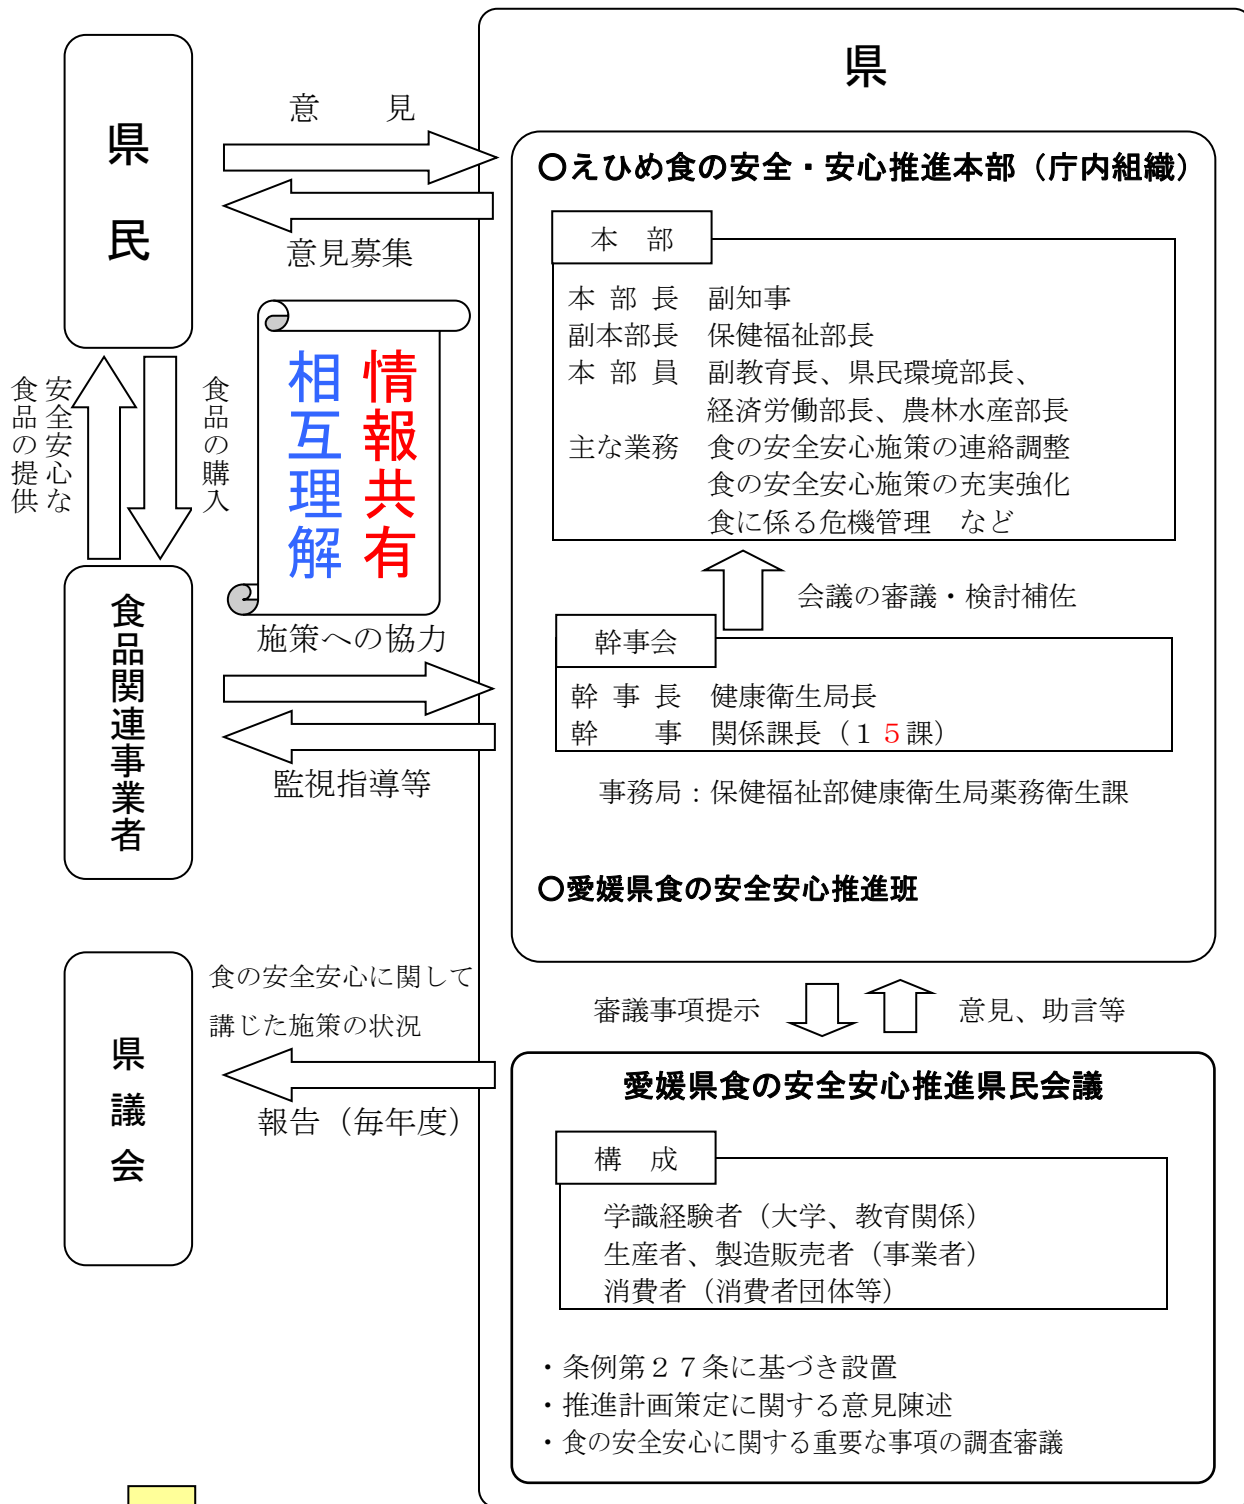 県
県民
意　見
意見募集
○えひめ食の安全・安心推進本部（庁内組織）
本　部
本 部 長　副知事
副本部長　保健福祉部長
本 部 員　副教育長、県民環境部長、
経済労働部長、農林水産部長
主な業務　食の安全安心施策の連絡調整
食の安全安心施策の充実強化
食に係る危機管理　など
安全安心な
食品の提供
食品の購入
情報共有
相互理解
会議の審議・検討補佐
食品関連事業者
施策への協力
監視指導等
幹事会
幹 事 長　健康衛生局長
幹　　事　関係課長（１５課）
事務局：保健福祉部健康衛生局薬務衛生課
○愛媛県食の安全安心推進班
県議会
食の安全安心に関して
講じた施策の状況
報告（毎年度）
審議事項提示
意見、助言等
愛媛県食の安全安心推進県民会議
構　成
学識経験者（大学、教育関係）
生産者、製造販売者（事業者）
消費者（消費者団体等）
・条例第２７条に基づき設置
・推進計画策定に関する意見陳述
・食の安全安心に関する重要な事項の調査審議